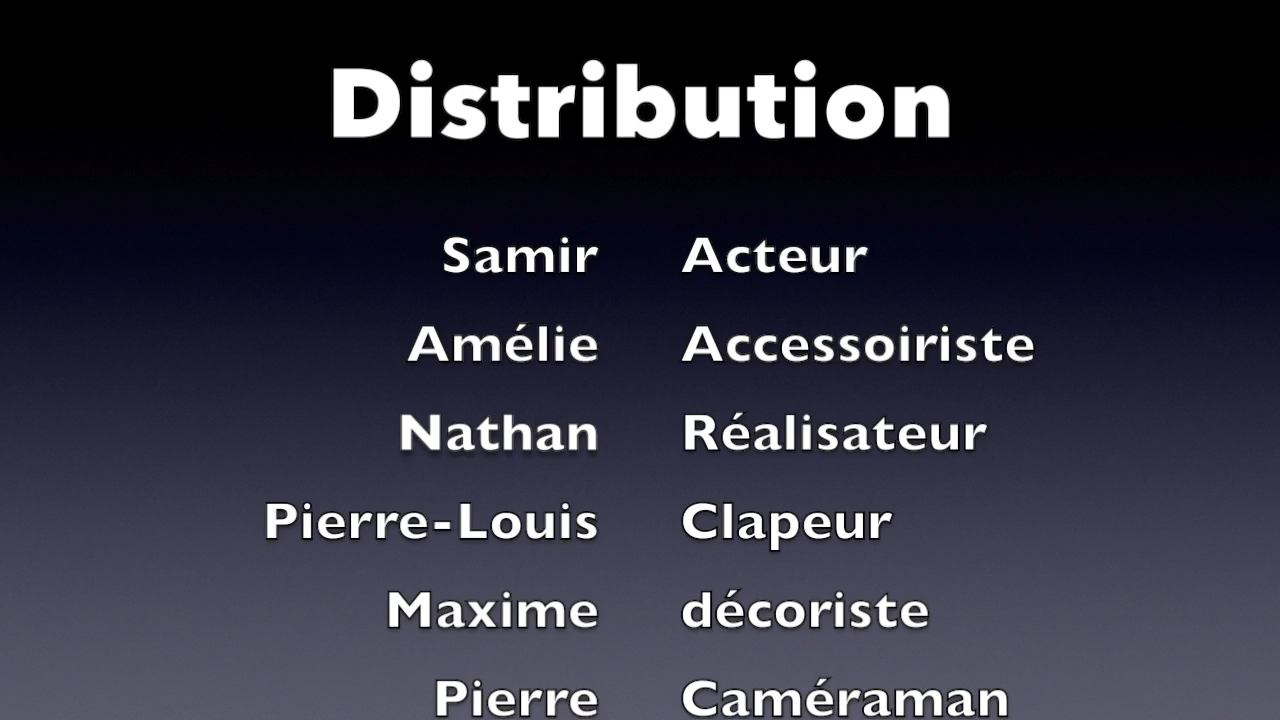 Distribution
Samir Acteur
Amélie Accessoiriste
Nathan Réalisateur
Pierre-Louis Clapeur
Maxime décoriste
Pierre Caméraman